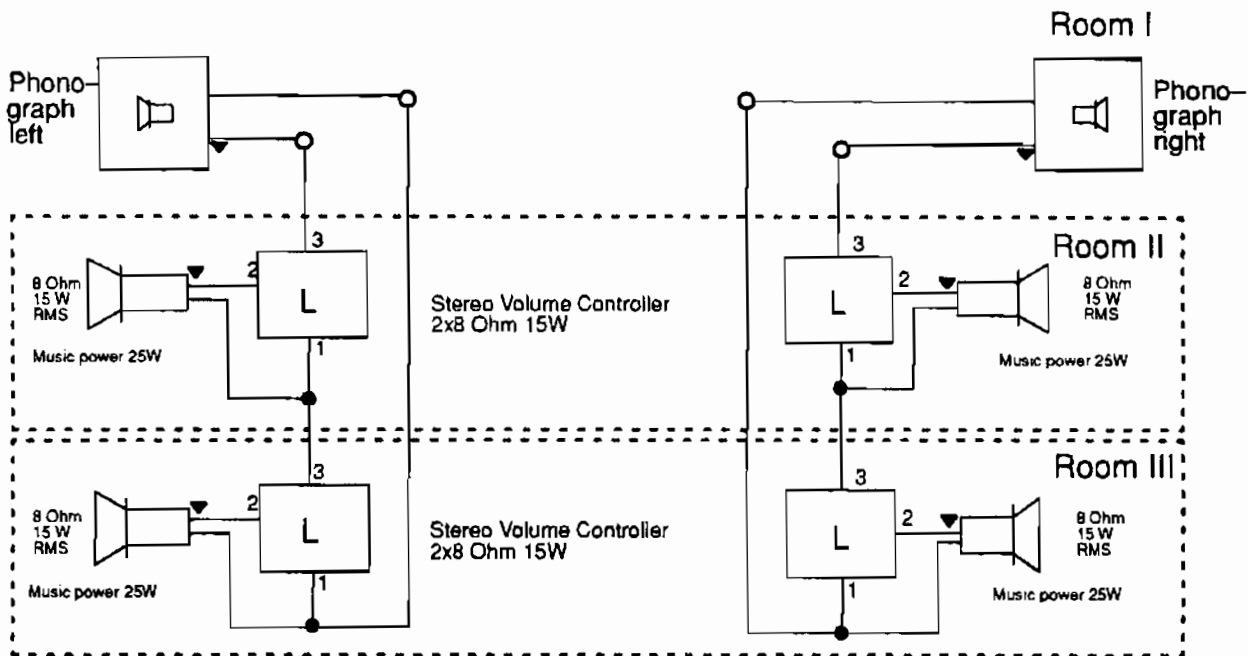 Room I
Phono-
graph
left
Phono-
graph
right
3
2
L
1
8 Ohm
15 W
RMS
Music power 25W
Stereo Volume Controller
2x8 Ohm 15W
Room II
3
2
L
1
8 Ohm
15 W
RMS
Music power 25W
3
2
L
1
8 Ohm
15 W
RMS
Music power 25W
Stereo Volume Controller
2x8 Ohm 15W
Room III
3
2
L
1
8 Ohm
15 W
RMS
Music power 25W